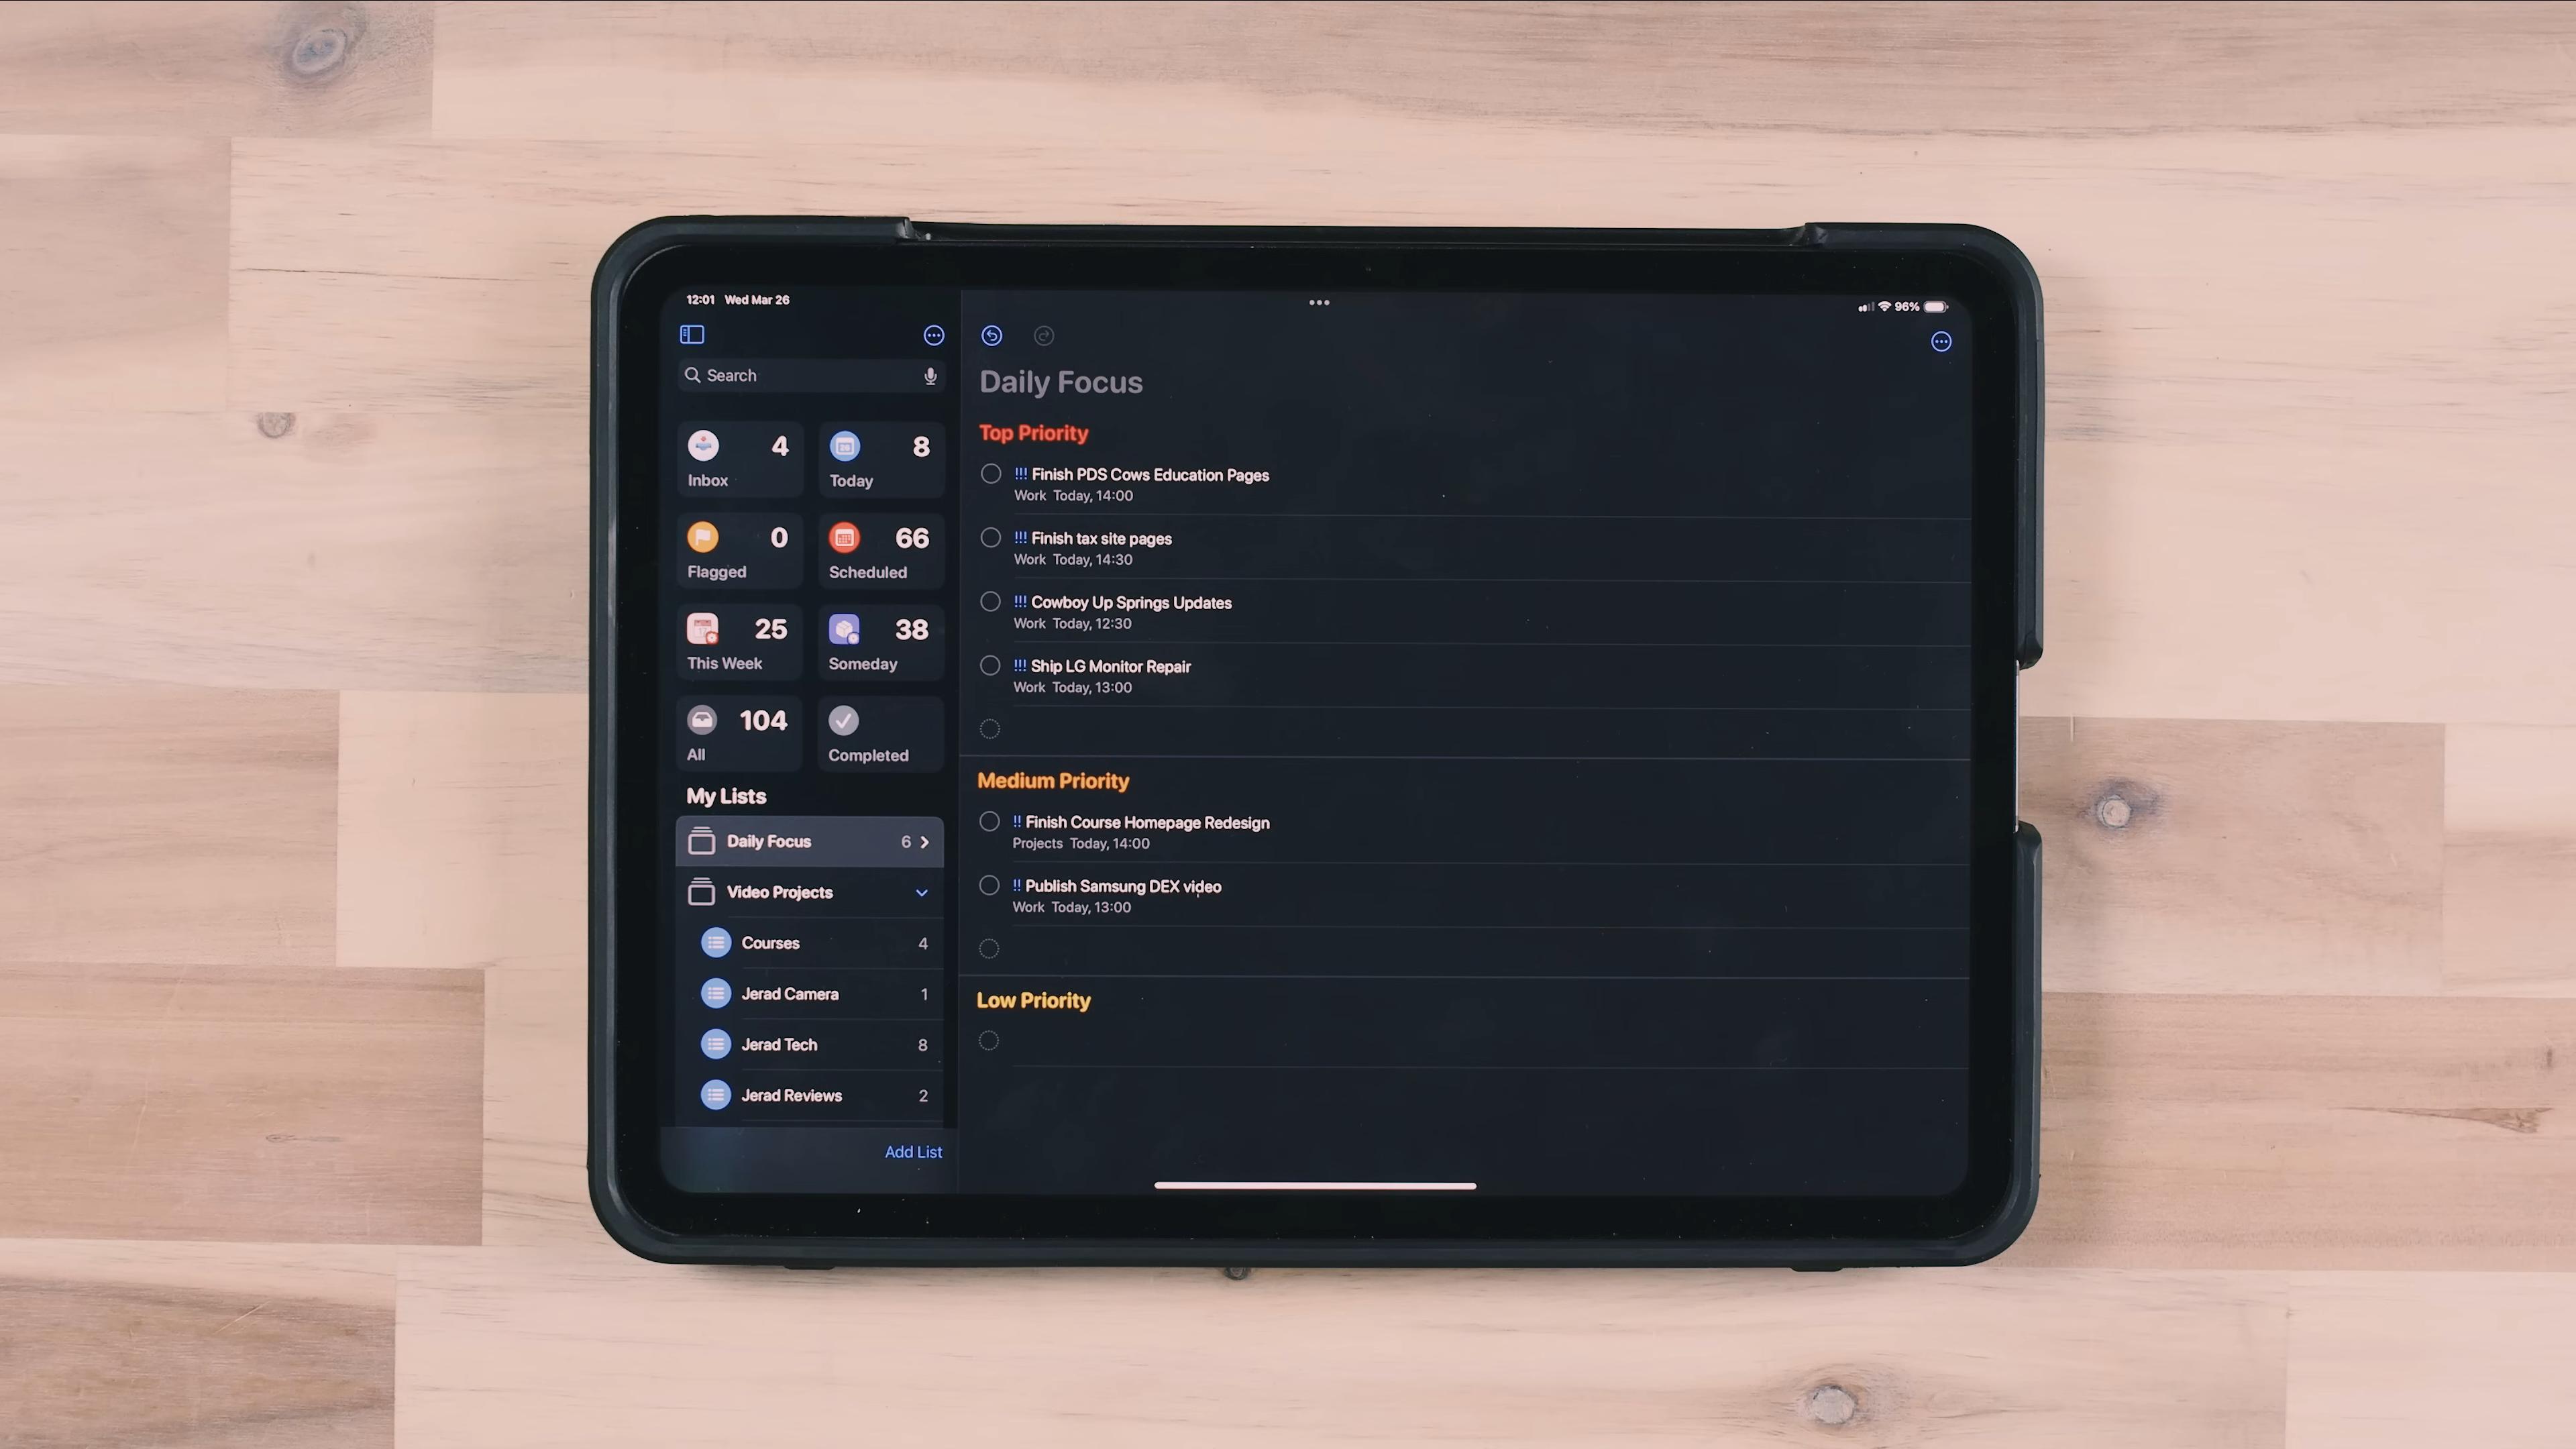 12:01 Wed Mar 26
96%
Search
4
Inbox
8
Today
0
Flagged
66
Scheduled
25
This Week
38
Someday
104
All
Completed
My Lists
Daily Focus 6
Video Projects
Courses 4
Jerad Camera 1
Jerad Tech 8
Jerad Reviews 2
Add List
Daily Focus
Top Priority
!!! Finish PDS Cows Education Pages
Work Today, 14:00
!!! Finish tax site pages
Work Today, 14:30
!!! Cowboy Up Springs Updates
Work Today, 12:30
!!! Ship LG Monitor Repair
Work Today, 13:00
Medium Priority
!! Finish Course Homepage Redesign
Projects Today, 14:00
!! Publish Samsung DEX video
Work Today, 13:00
Low Priority